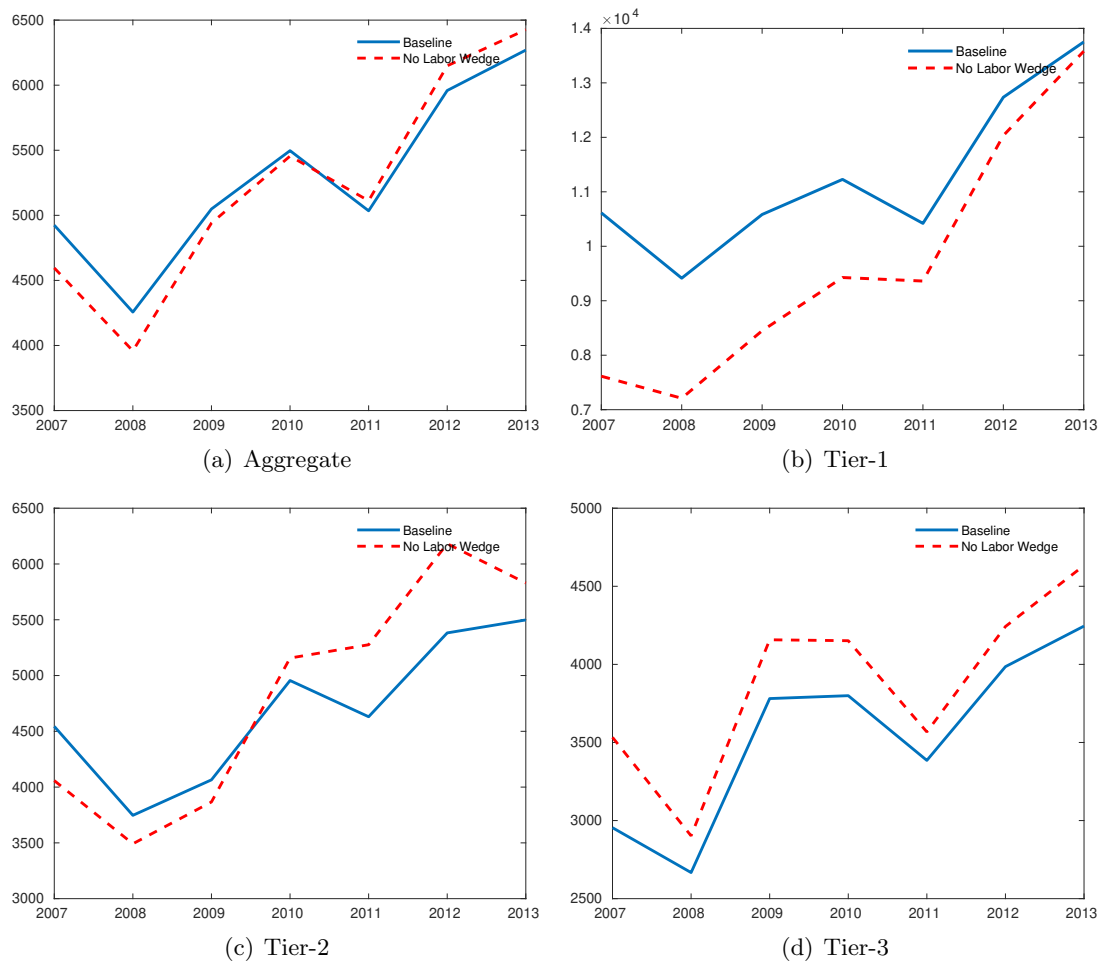 6500
6000
5500
5000
4500
4000
3500
2007 2008 2009 2010 2011 2012 2013
Baseline
No Labor Wedge
(a) Aggregate
×10⁴
1.4
1.3
1.2
1.1
1
0.9
0.8
0.7
2007 2008 2009 2010 2011 2012 2013
Baseline
No Labor Wedge
(b) Tier-1
6500
6000
5500
5000
4500
4000
3500
3000
2007 2008 2009 2010 2011 2012 2013
Baseline
No Labor Wedge
(c) Tier-2
5000
4500
4000
3500
3000
2500
2007 2008 2009 2010 2011 2012 2013
Baseline
No Labor Wedge
(d) Tier-3